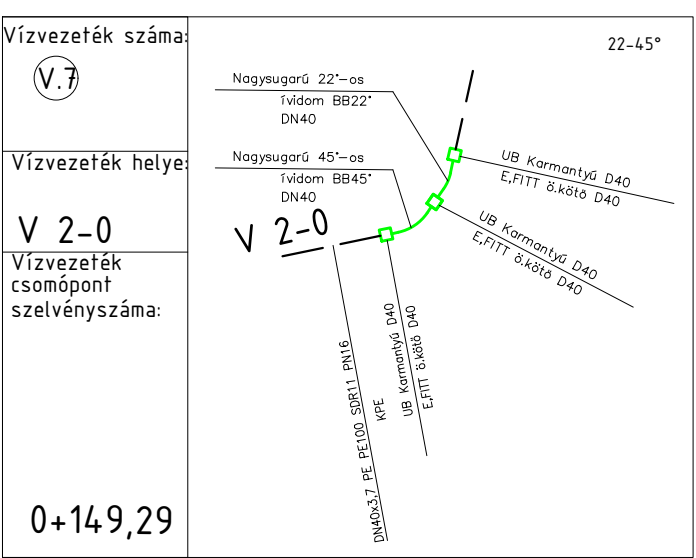 Vízvezeték száma:
V.7
Vízvezeték helye:
V 2-0
Vízvezeték
csomópont
szelvényszáma:
0+149,29
22-45°
Nagysugarú 22°-os
ívidom BB22°
DN40
Nagysugarú 45°-os
ívidom BB45°
DN40
V 2-0
UB Karmantyú D40
E,FITT ö.kötő D40
UB Karmantyú D40
E,FITT ö.kötő D40
UB Karmantyú D40
E,FITT ö.kötő D40
KPE
DN40x3,7 PE PE100 SDR11 PN16